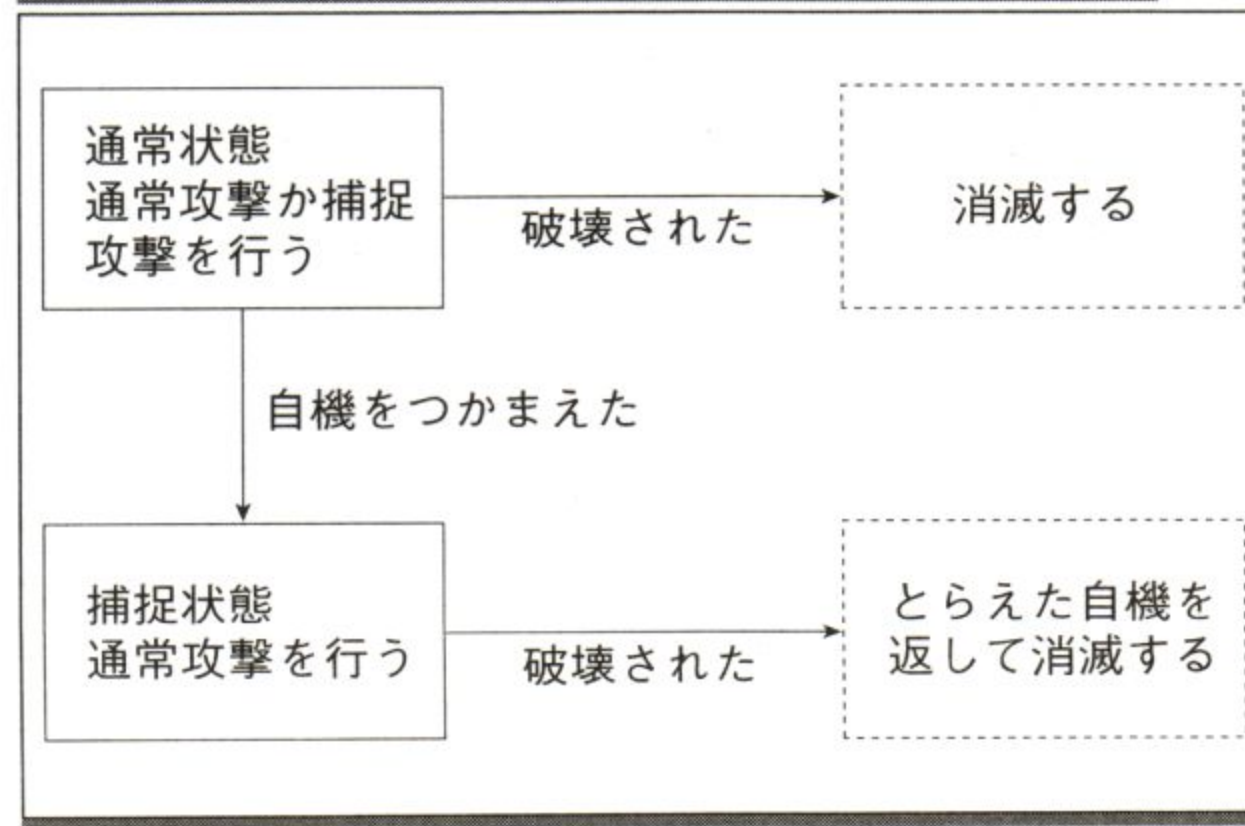 通常状態
通常攻撃か捕捉
攻撃を行う
破壊された
消滅する
自機をつかまえた
捕捉状態
通常攻撃を行う
破壊された
とらえた自機を
返して消滅する